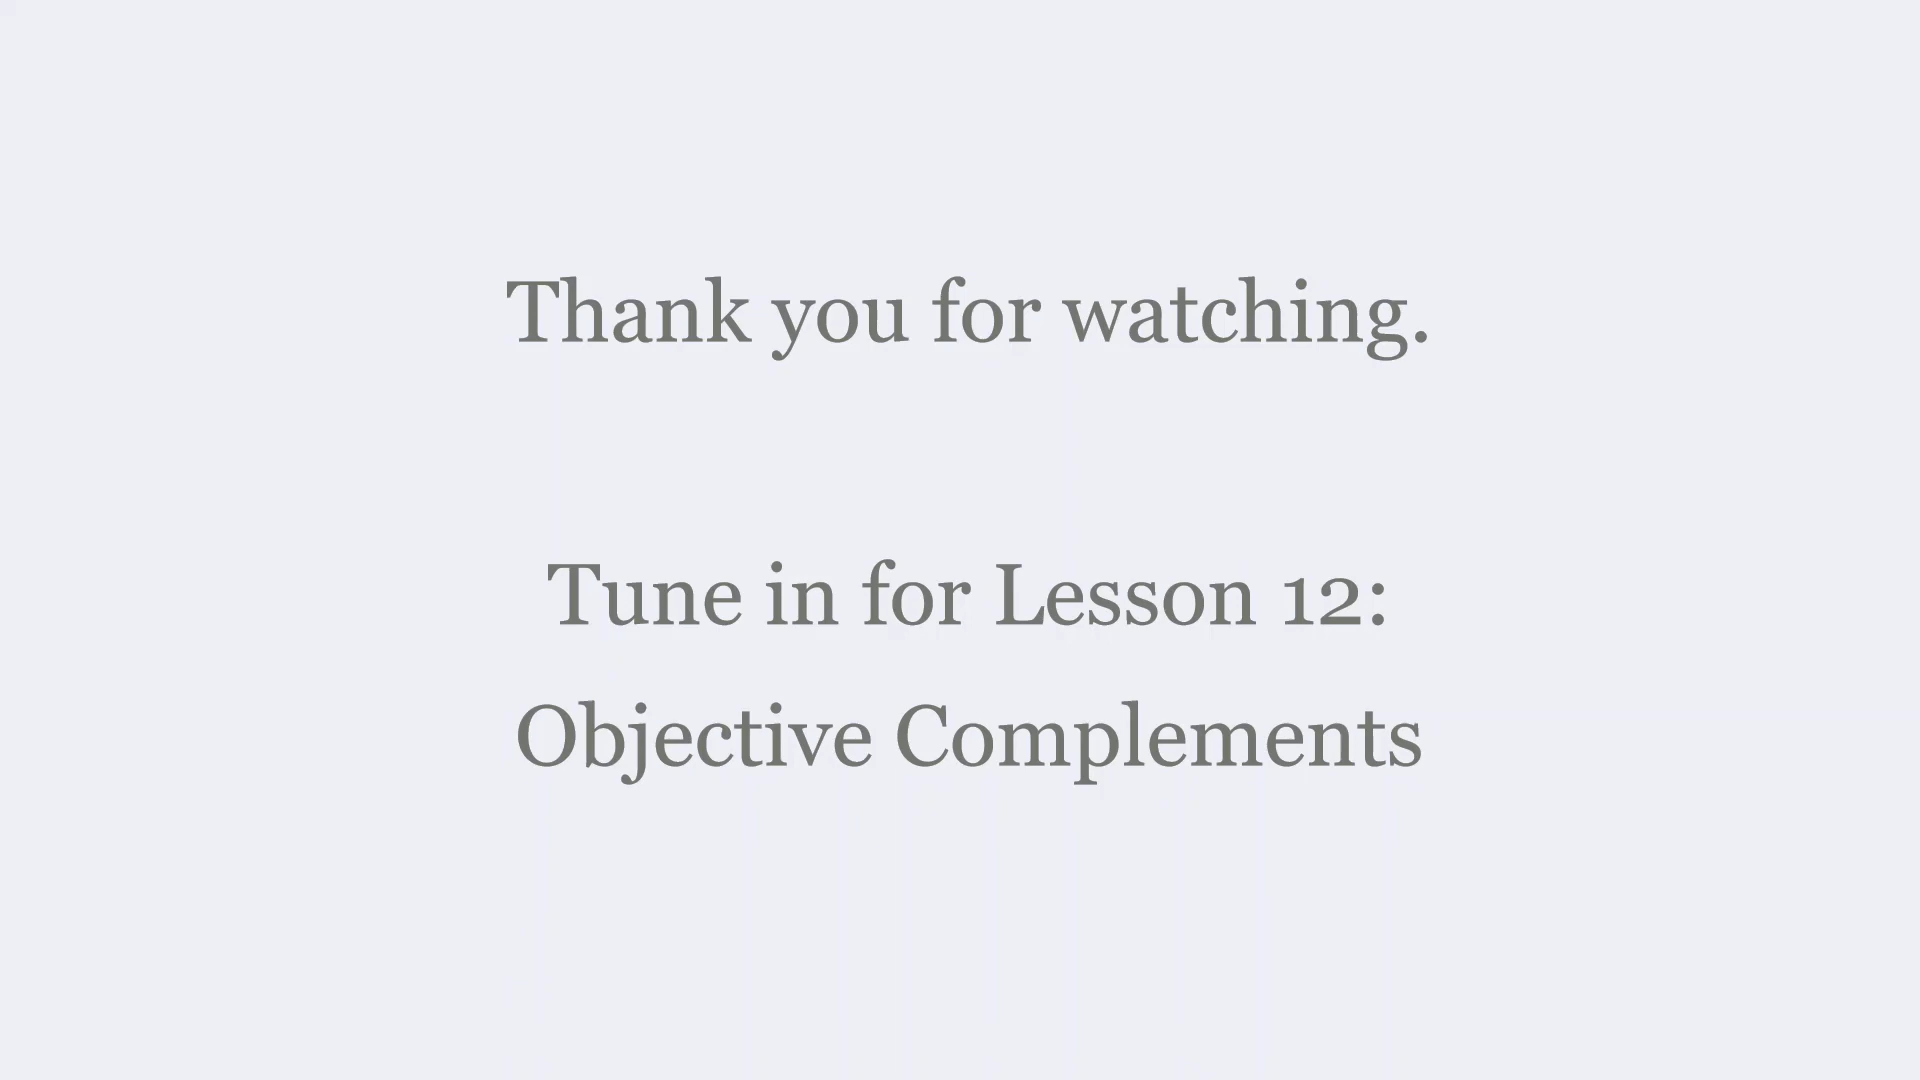 Thank you for watching.
Tune in for Lesson 12:
Objective Complements